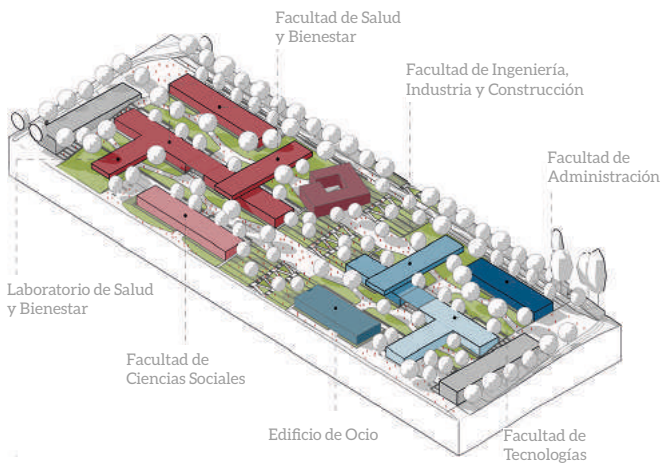 Facultad de Salud
y Bienestar
Facultad de Ingeniería,
Industria y Construcción
Facultad de
Administración
Laboratorio de Salud
y Bienestar
Facultad de
Ciencias Sociales
Edificio de Ocio
Facultad de
Tecnologías